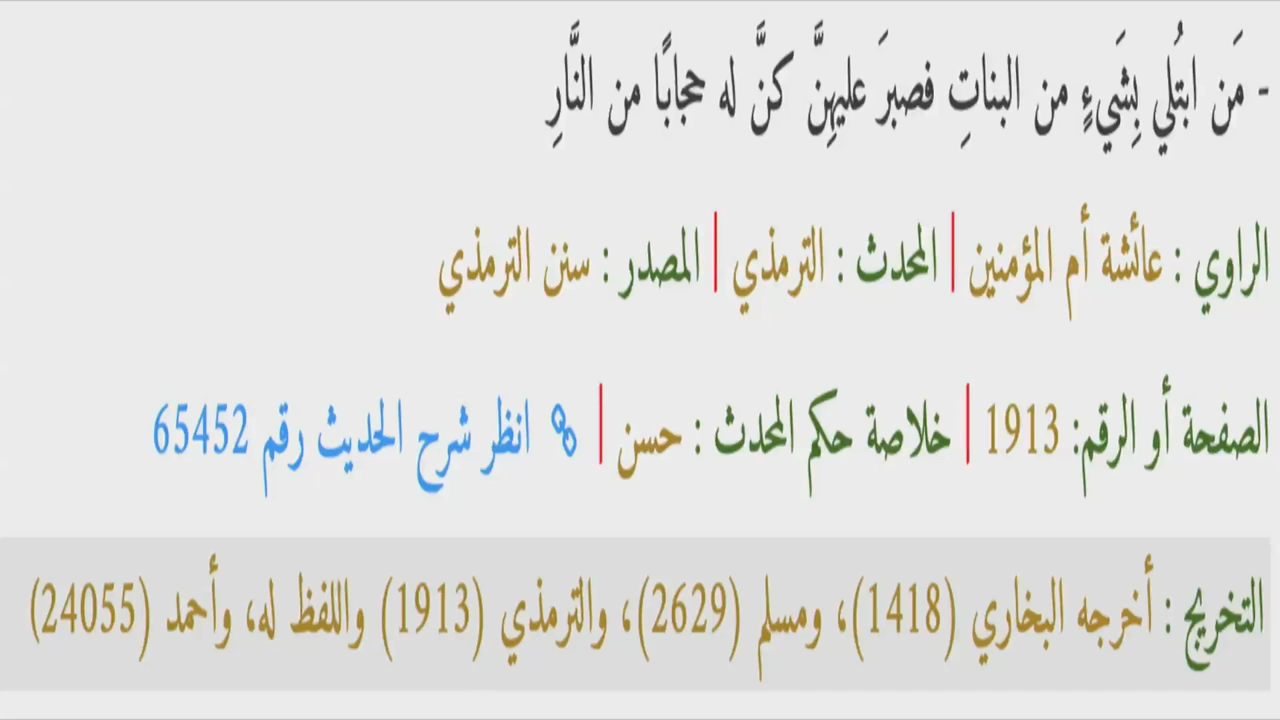 - مَن ابتُلي بِشَيءٍ من البناتِ فصبرَ عليهِنَّ كنَّ له حجابًا من النَّارِ
الراوي : عائشة أم المؤمنين | المحدث : الترمذي | المصدر : سنن الترمذي
الصفحة أو الرقم: 1913 | خلاصة حكم المحدث : حسن | انظر شرح الحديث رقم 65452
التخريج : أخرجه البخاري (1418)، ومسلم (2629)، والترمذي (1913) واللفظ له، وأحمد (24055)